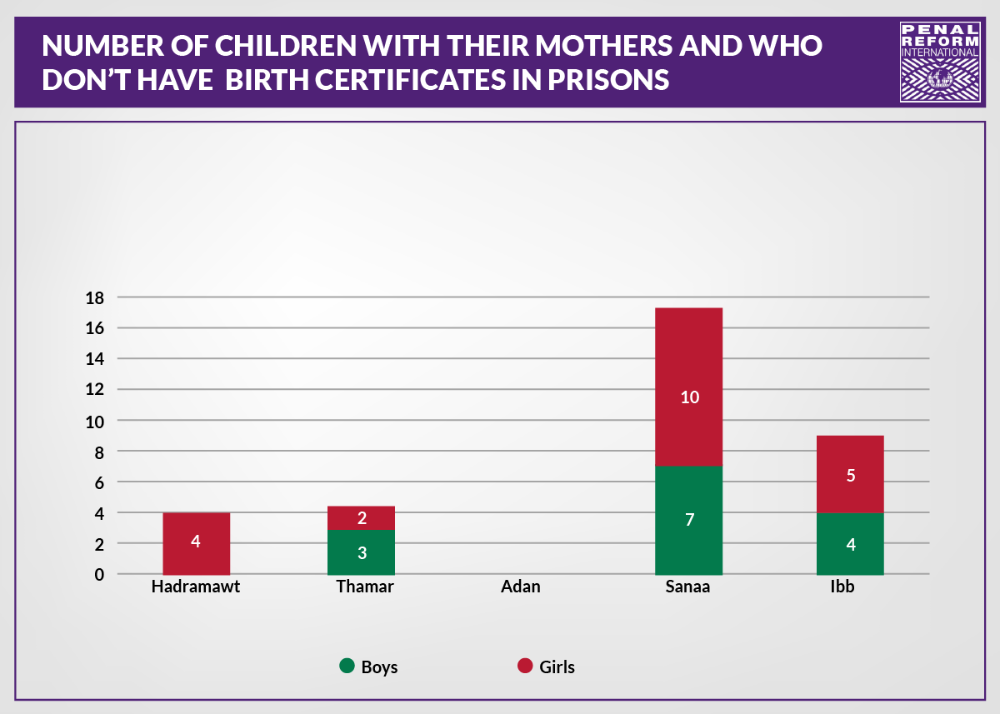 NUMBER OF CHILDREN WITH THEIR MOTHERS AND WHO
DON'T HAVE BIRTH CERTIFICATES IN PRISONS
PENAL
REFORM
INTERNATIONAL
18
16
14
12
10
8
6
4
2
0
4
2
3
10
7
5
4
Hadramawt
Thamar
Adan
Sanaa
Ibb
Boys
Girls